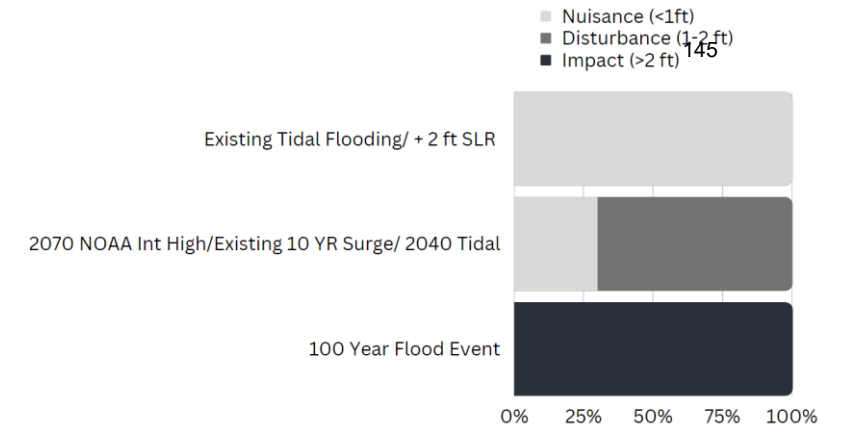 Nuisance (<1ft)
Disturbance (1-2 ft)
145
Impact (>2 ft)
Existing Tidal Flooding/ + 2 ft SLR
2070 NOAA Int High/Existing 10 YR Surge/ 2040 Tidal
100 Year Flood Event
0% 25% 50% 75% 100%